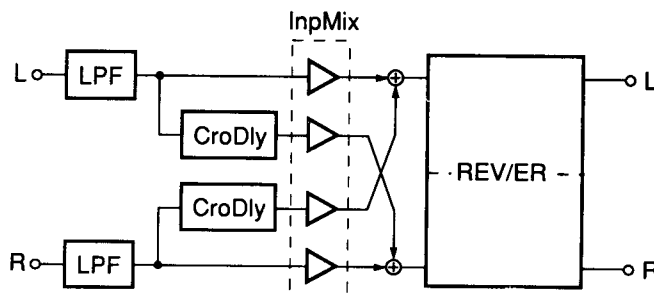 InpMix
L LPF L
CroDly
REV/ER
CroDly
R LPF R